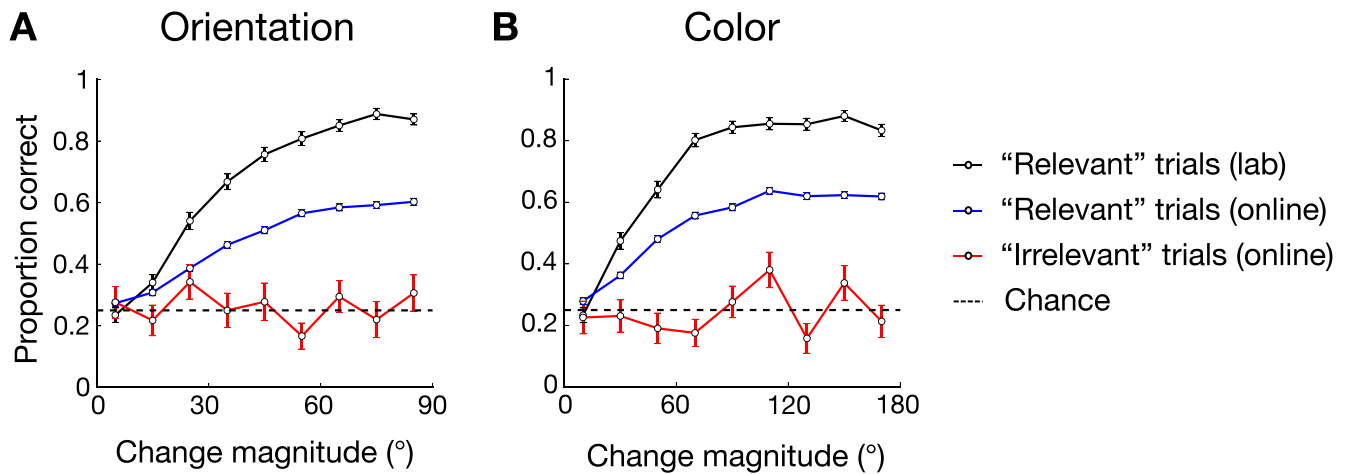 A Orientation
B Color
1
0.8
0.6
0.4
0.2
0
0 30 60 90
Proportion correct
Change magnitude (°)
1
0.8
0.6
0.4
0.2
0
0 60 120 180
Change magnitude (°)
“Relevant” trials (lab)
“Relevant” trials (online)
“Irrelevant” trials (online)
Chance